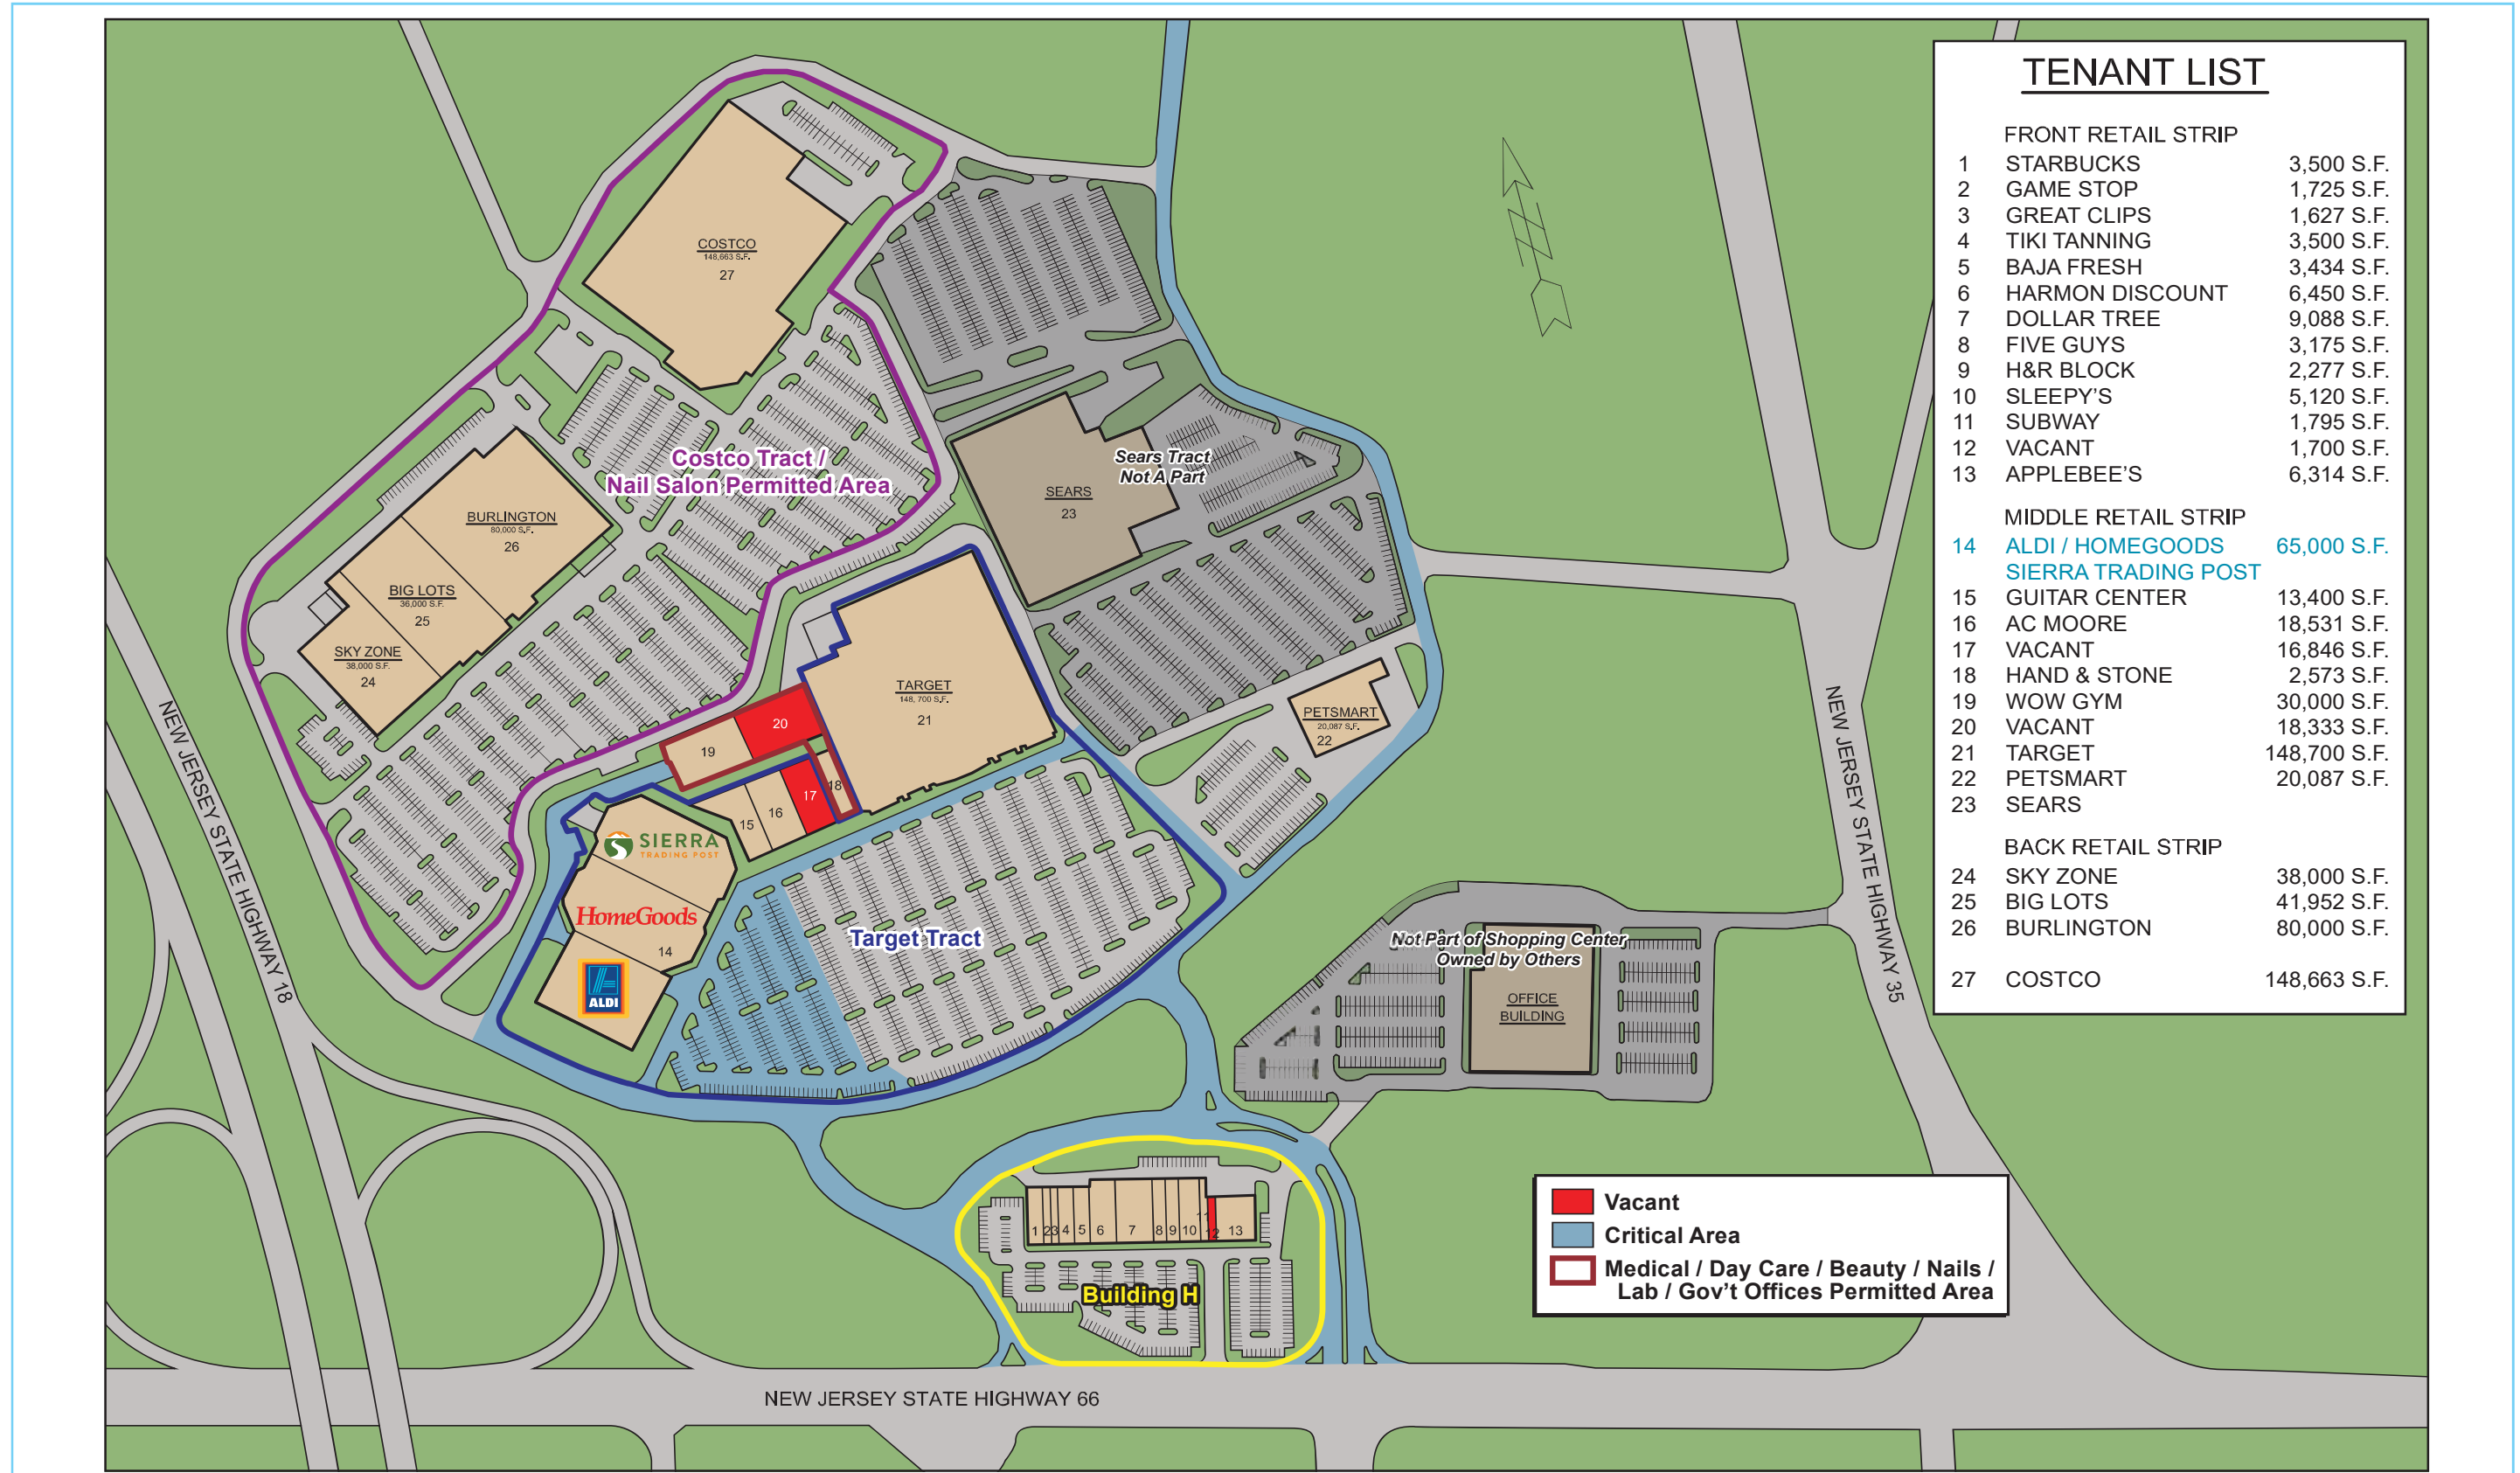 TENANT LIST
FRONT RETAIL STRIP
1 STARBUCKS 3,500 S.F.
2 GAME STOP 1,725 S.F.
3 GREAT CLIPS 1,627 S.F.
4 TIKI TANNING 3,500 S.F.
5 BAJA FRESH 3,434 S.F.
6 HARMON DISCOUNT 6,450 S.F.
7 DOLLAR TREE 9,088 S.F.
8 FIVE GUYS 3,175 S.F.
9 H&R BLOCK 2,277 S.F.
10 SLEEPY'S 5,120 S.F.
11 SUBWAY 1,795 S.F.
12 VACANT 1,700 S.F.
13 APPLEBEE'S 6,314 S.F.
MIDDLE RETAIL STRIP
14 ALDI / HOMEGOODS 65,000 S.F.
SIERRA TRADING POST
15 GUITAR CENTER 13,400 S.F.
16 AC MOORE 18,531 S.F.
17 VACANT 16,846 S.F.
18 HAND & STONE 2,573 S.F.
19 WOW GYM 30,000 S.F.
20 VACANT 18,333 S.F.
21 TARGET 148,700 S.F.
22 PETSMART 20,087 S.F.
23 SEARS
BACK RETAIL STRIP
24 SKY ZONE 38,000 S.F.
25 BIG LOTS 41,952 S.F.
26 BURLINGTON 80,000 S.F.
27 COSTCO 148,663 S.F.
COSTCO
148,663 S.F.
27
Costco Tract /
Nail Salon Permitted Area
BURLINGTON
80,000 S.F.
26
BIG LOTS
36,000 S.F.
25
SKY ZONE
38,000 S.F.
24
Sears Tract
Not A Part
SEARS
23
TARGET
148, 700 S.F.
21
PETSMART
20,087 S.F.
22
20
19
18
17
16
15
SIERRA
TRADING POST
HomeGoods
14
ALDI
Target Tract
Not Part of Shopping Center
Owned by Others
OFFICE
BUILDING
NEW JERSEY STATE HIGHWAY 18
NEW JERSEY STATE HIGHWAY 35
1 2 3 4 5 6 7 8 9 10 11 12 13
Building H
Vacant
Critical Area
Medical / Day Care / Beauty / Nails /
Lab / Gov't Offices Permitted Area
NEW JERSEY STATE HIGHWAY 66